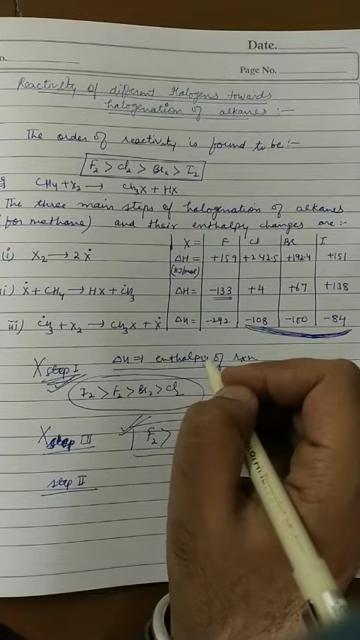 Date.
o.
Page No.
Reactivity of different Halogens towards
halogenation of alkanes :-
The order of reactivity is found to be:-
F₂ > Cl₂ > Br₂ > I₂
CH₄ + X₂ → CH₃X + HX
The three main steps of halogenation of alkanes
(for methane) and their enthalpy changes are :-
X = F Cl Br I
(i) X₂ → 2Ẋ ΔH = +159 +242.5 +192.4 +151
(KJ/mol)
ii) Ẋ + CH₄ → HX + ĊH₃ ΔH = -133 +4 +67 +138
iii) ĊH₃ + X₂ → CH₃X + Ẋ ΔH = -292 -108 -100 -84
X step I ΔH => enthalpy of rxn
I₂ > F₂ > Br₂ > Cl₂
X step III F₂ >
step II